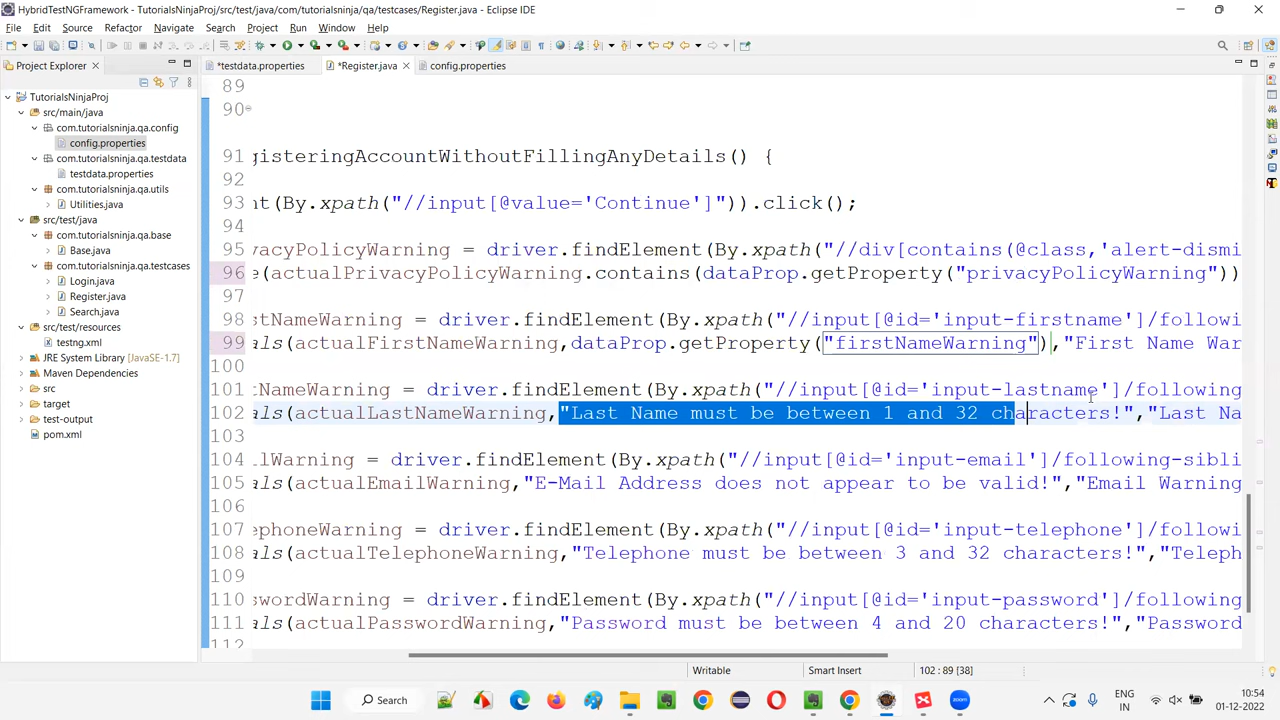 HybridTestNGFramework - TutorialsNinjaProj/src/test/java/com/tutorialsninja/qa/testcases/Register.java - Eclipse IDE
File Edit Source Refactor Navigate Search Project Run Window Help
Project Explorer
*testdata.properties
*Register.java
config.properties
TutorialsNinjaProj
src/main/java
com.tutorialsninja.qa.config
config.properties
com.tutorialsninja.qa.testdata
testdata.properties
com.tutorialsninja.qa.utils
Utilities.java
src/test/java
com.tutorialsninja.qa.base
Base.java
com.tutorialsninja.qa.testcases
Login.java
Register.java
Search.java
src/test/resources
testng.xml
JRE System Library [JavaSE-1.7]
Maven Dependencies
src
target
test-output
pom.xml
89
90
91 gisteringAccountWithoutFillingAnyDetails() {
92
93 nt(By.xpath("//input[@value='Continue']")).click();
94
95 vacyPolicyWarning = driver.findElement(By.xpath("//div[contains(@class,'alert-dismi
96 e(actualPrivacyPolicyWarning.contains(dataProp.getProperty("privacyPolicyWarning"))
97
98 stNameWarning = driver.findElement(By.xpath("//input[@id='input-firstname']/followi
99 als(actualFirstNameWarning,dataProp.getProperty("firstNameWarning"),"First Name War
100
101 tNameWarning = driver.findElement(By.xpath("//input[@id='input-lastname']/following
102 als(actualLastNameWarning,"Last Name must be between 1 and 32 characters!","Last Na
103
104 lWarning = driver.findElement(By.xpath("//input[@id='input-email']/following-sibli
105 als(actualEmailWarning,"E-Mail Address does not appear to be valid!","Email Warning
106
107 ephoneWarning = driver.findElement(By.xpath("//input[@id='input-telephone']/followi
108 als(actualTelephoneWarning,"Telephone must be between 3 and 32 characters!","Teleph
109
110 swordWarning = driver.findElement(By.xpath("//input[@id='input-password']/following
111 als(actualPasswordWarning,"Password must be between 4 and 20 characters!","Password
112
Writable
Smart Insert
102 : 89 [38]
Search
ENG
IN
10:54
01-12-2022